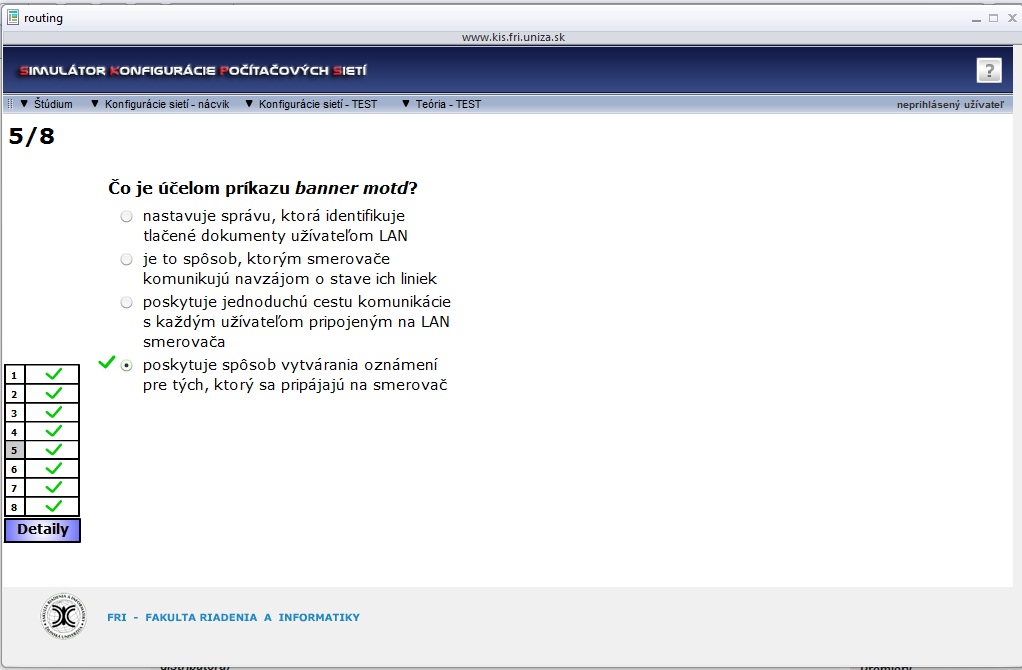 routing
www.kis.fri.uniza.sk
SIMULÁTOR KONFIGURÁCIE POČÍTAČOVÝCH SIETÍ
?
▼ Štúdium ▼ Konfigurácie sietí - nácvik ▼ Konfigurácie sietí - TEST ▼ Teória - TEST neprihlásený užívateľ
5/8
Čo je účelom príkazu banner motd?
nastavuje správu, ktorá identifikuje
tlačené dokumenty užívateľom LAN
je to spôsob, ktorým smerovače
komunikujú navzájom o stave ich liniek
poskytuje jednoduchú cestu komunikácie
s každým užívateľom pripojeným na LAN
smerovača
poskytuje spôsob vytvárania oznámení
pre tých, ktorý sa pripájajú na smerovač
1
2
3
4
5
6
7
8
Detaily
FRI - FAKULTA RIADENIA A INFORMATIKY